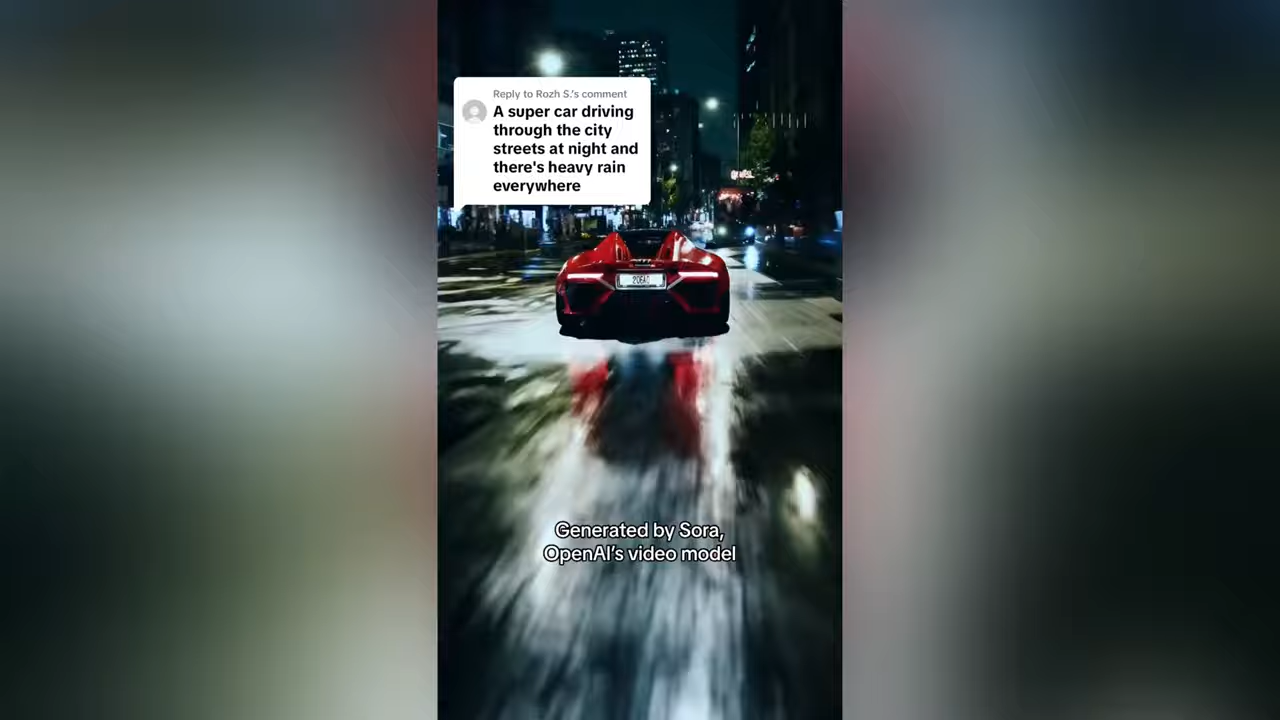 Reply to Rozh S.'s comment
A super car driving
through the city
streets at night and
there's heavy rain
everywhere
Generated by Sora,
OpenAI's video model